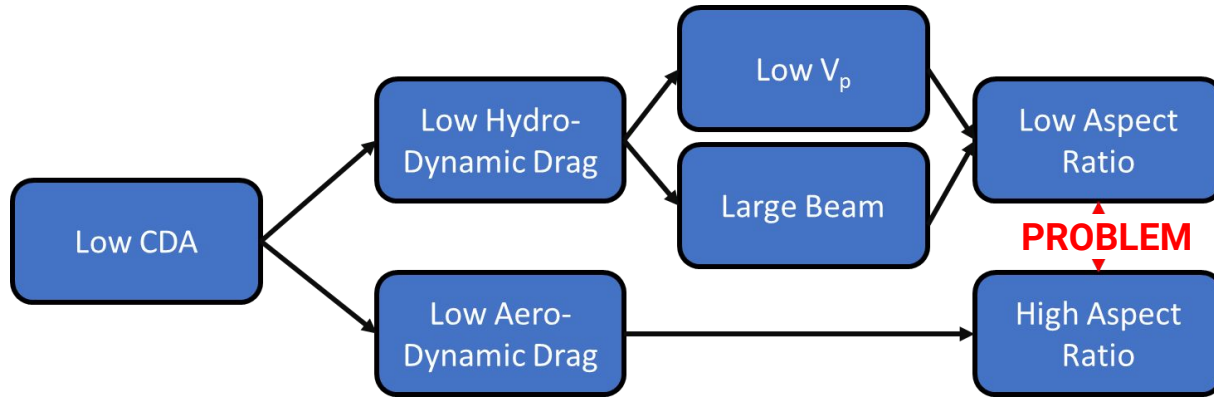 Low CDA
Low Hydro-
Dynamic Drag
Low Aero-
Dynamic Drag
Low Vₚ
Large Beam
Low Aspect
Ratio
PROBLEM
High Aspect
Ratio